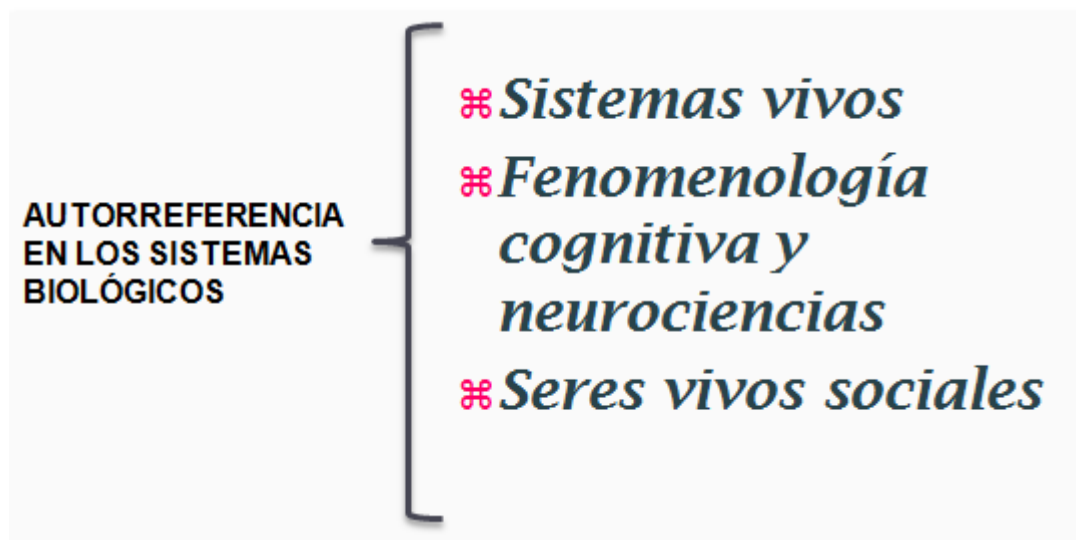 AUTORREFERENCIA
EN LOS SISTEMAS
BIOLÓGICOS
⌘Sistemas vivos
⌘Fenomenología
cognitiva y
neurociencias
⌘Seres vivos sociales